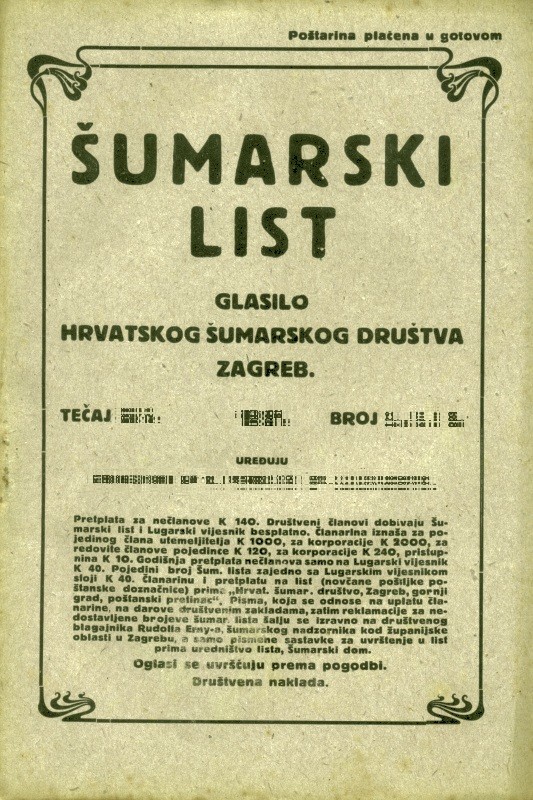 Poštarina plaćena u gotovom
ŠUMARSKI
LIST
GLASILO
HRVATSKOG ŠUMARSKOG DRUŠTVA
ZAGREB.
TEČAJ
BROJ
UREĐUJU
Pretplata za nečlanove K 140. Društveni članovi dobivaju Šu-
marski list i Lugarski vijesnik besplatno. Članarina iznaša za po-
jedinog člana utemeljitelja K 1000, za korporacije K 2000, za
redovite članove pojedince K 120, za korporacije K 240, pristup-
nina K 10. Godišnja pretplata nečlanova samo na Lugarski vijesnik
K 40. Pojedini broj Šum. lista zajedno sa Lugarskim vijesnikom
stoji K 40. Članarinu i pretplatu na list (novčane pošiljke po-
štanske doznačnice) prima „Hrvat. šumar. društvo, Zagreb, gornji
grad, poštanski pretinac“. Pisma, koja se odnose na uplatu čla-
narine, na darove društvenim zakladama, zatim reklamacije za ne-
dostavljene brojeve šumar. lista šalju se izravno na društvenog
blagajnika Rudolfa Erny-a, šumarskog nadzornika kod županijske
oblasti u Zagrebu, a samo pismene sastavke za uvrštenje u list
prima uredništvo lista, Šumarski dom.
Oglasi se uvršćuju prema pogodbi.
Društvena naklada.